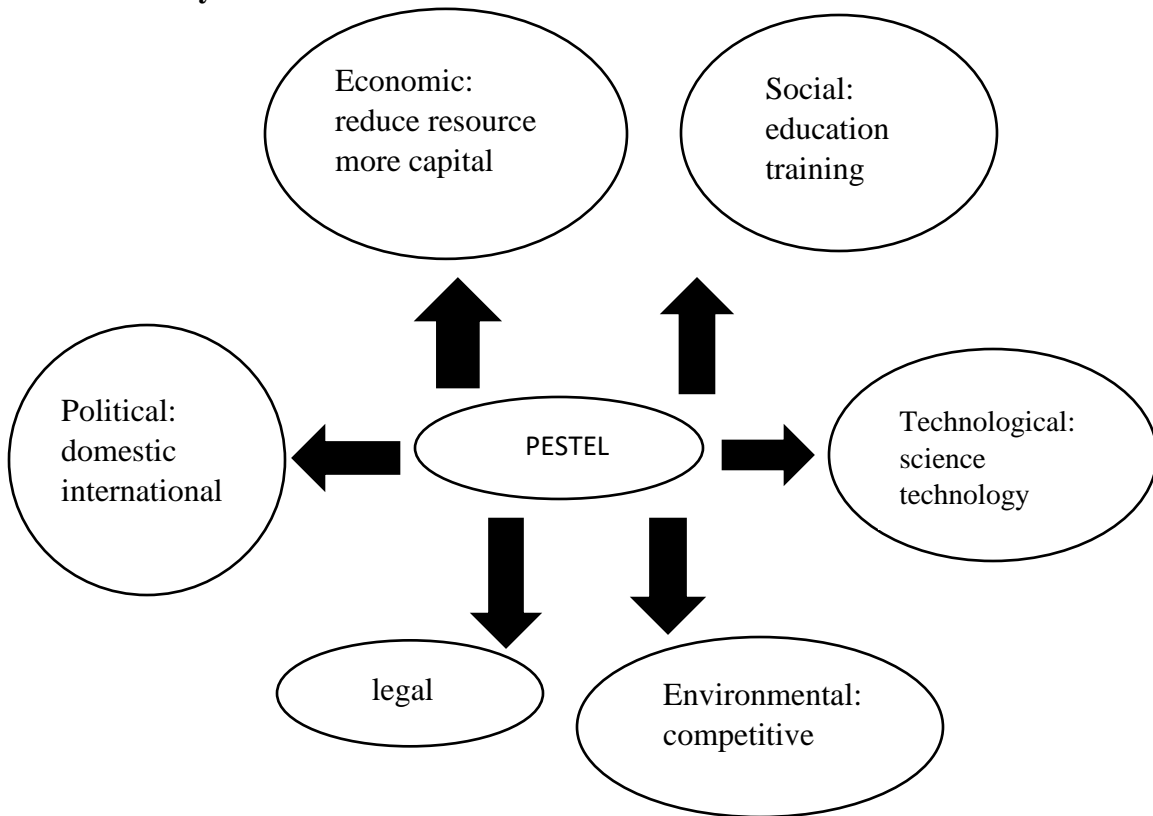 Economic:
reduce resource
more capital
Social:
education
training
Political:
domestic
international
PESTEL
Technological:
science
technology
legal
Environmental:
competitive